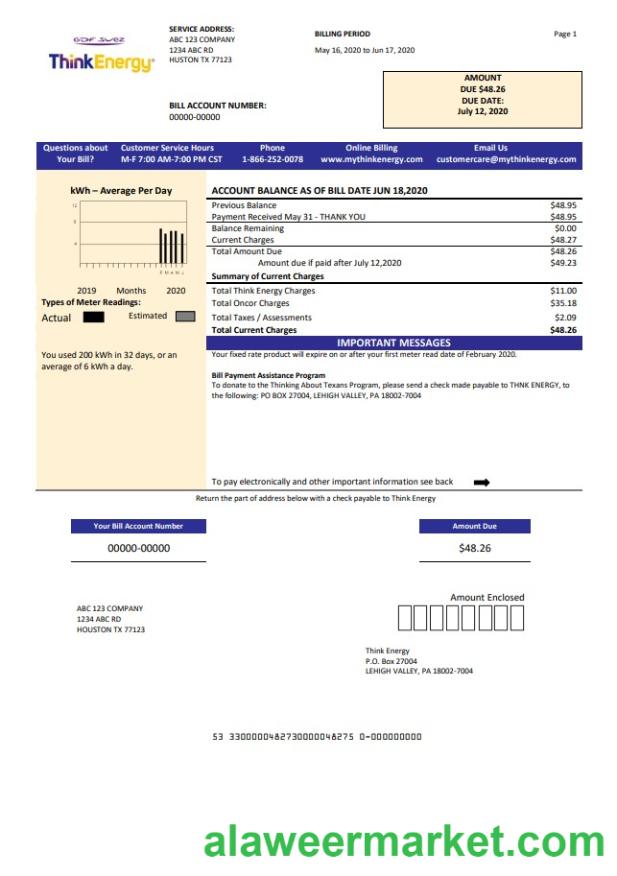 GDF SUEZ
ThinkEnergy
SERVICE ADDRESS:
ABC 123 COMPANY
1234 ABC RD
HUSTON TX 77123
BILLING PERIOD
May 16, 2020 to Jun 17, 2020
Page 1
BILL ACCOUNT NUMBER:
00000-00000
AMOUNT
DUE $48.26
DUE DATE:
July 12, 2020
Questions about Your Bill?
Customer Service Hours M-F 7:00 AM-7:00 PM CST
Phone 1-866-252-0078
Online Billing www.mythinkenergy.com
Email Us customercare@mythinkenergy.com
kWh – Average Per Day
12
8
4
F M A M J
2019 Months 2020
Types of Meter Readings:
Actual Estimated
You used 200 kWh in 32 days, or an
average of 6 kWh a day.
ACCOUNT BALANCE AS OF BILL DATE JUN 18,2020
Previous Balance $48.95
Payment Received May 31 - THANK YOU $48.95
Balance Remaining $0.00
Current Charges $48.27
Total Amount Due $48.26
Amount due if paid after July 12,2020 $49.23
Summary of Current Charges
Total Think Energy Charges $11.00
Total Oncor Charges $35.18
Total Taxes / Assessments $2.09
Total Current Charges $48.26
IMPORTANT MESSAGES
Your fixed rate product will expire on or after your first meter read date of February 2020.
Bill Payment Assistance Program
To donate to the Thinking About Texans Program, please send a check made payable to THNK ENERGY, to
the following: PO BOX 27004, LEHIGH VALLEY, PA 18002-7004
To pay electronically and other important information see back
Return the part of address below with a check payable to Think Energy
Your Bill Account Number
00000-00000
Amount Due
$48.26
ABC 123 COMPANY
1234 ABC RD
HOUSTON TX 77123
Amount Enclosed
Think Energy
P.O. Box 27004
LEHIGH VALLEY, PA 18002-7004
53 3300000482730000048275 0-000000000
alaweermarket.com